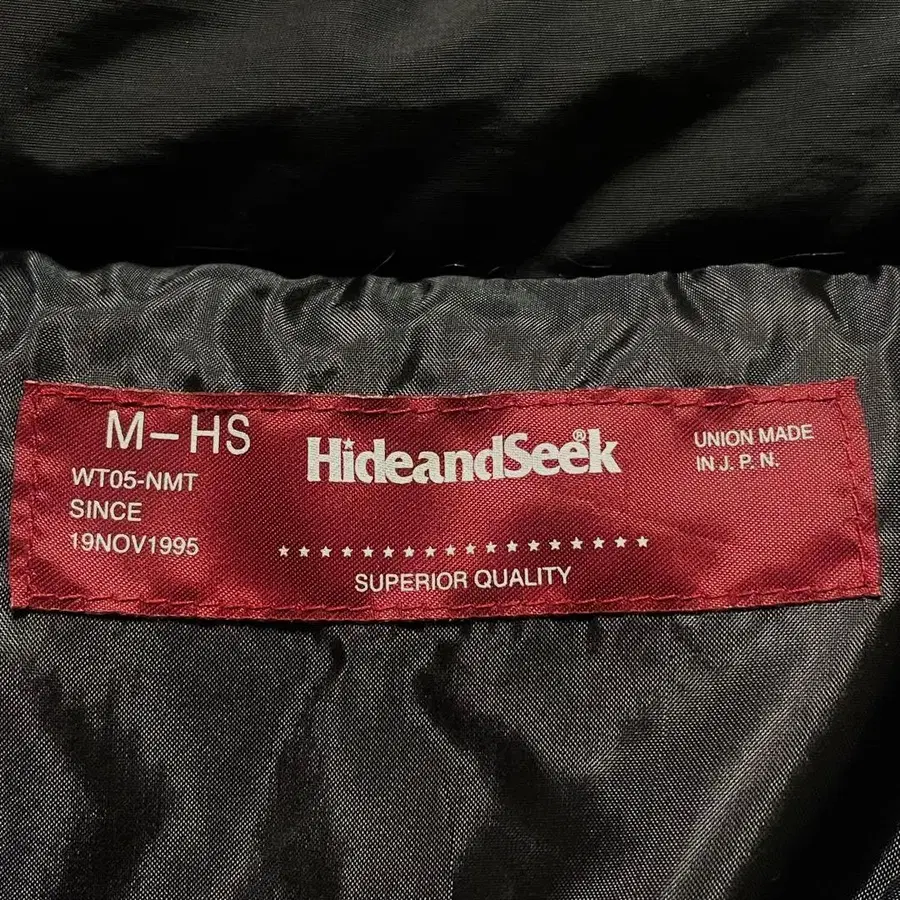 M-HS
WT05-NMT
SINCE
19NOV1995
HideandSeek®
SUPERIOR QUALITY
UNION MADE
IN J. P. N.